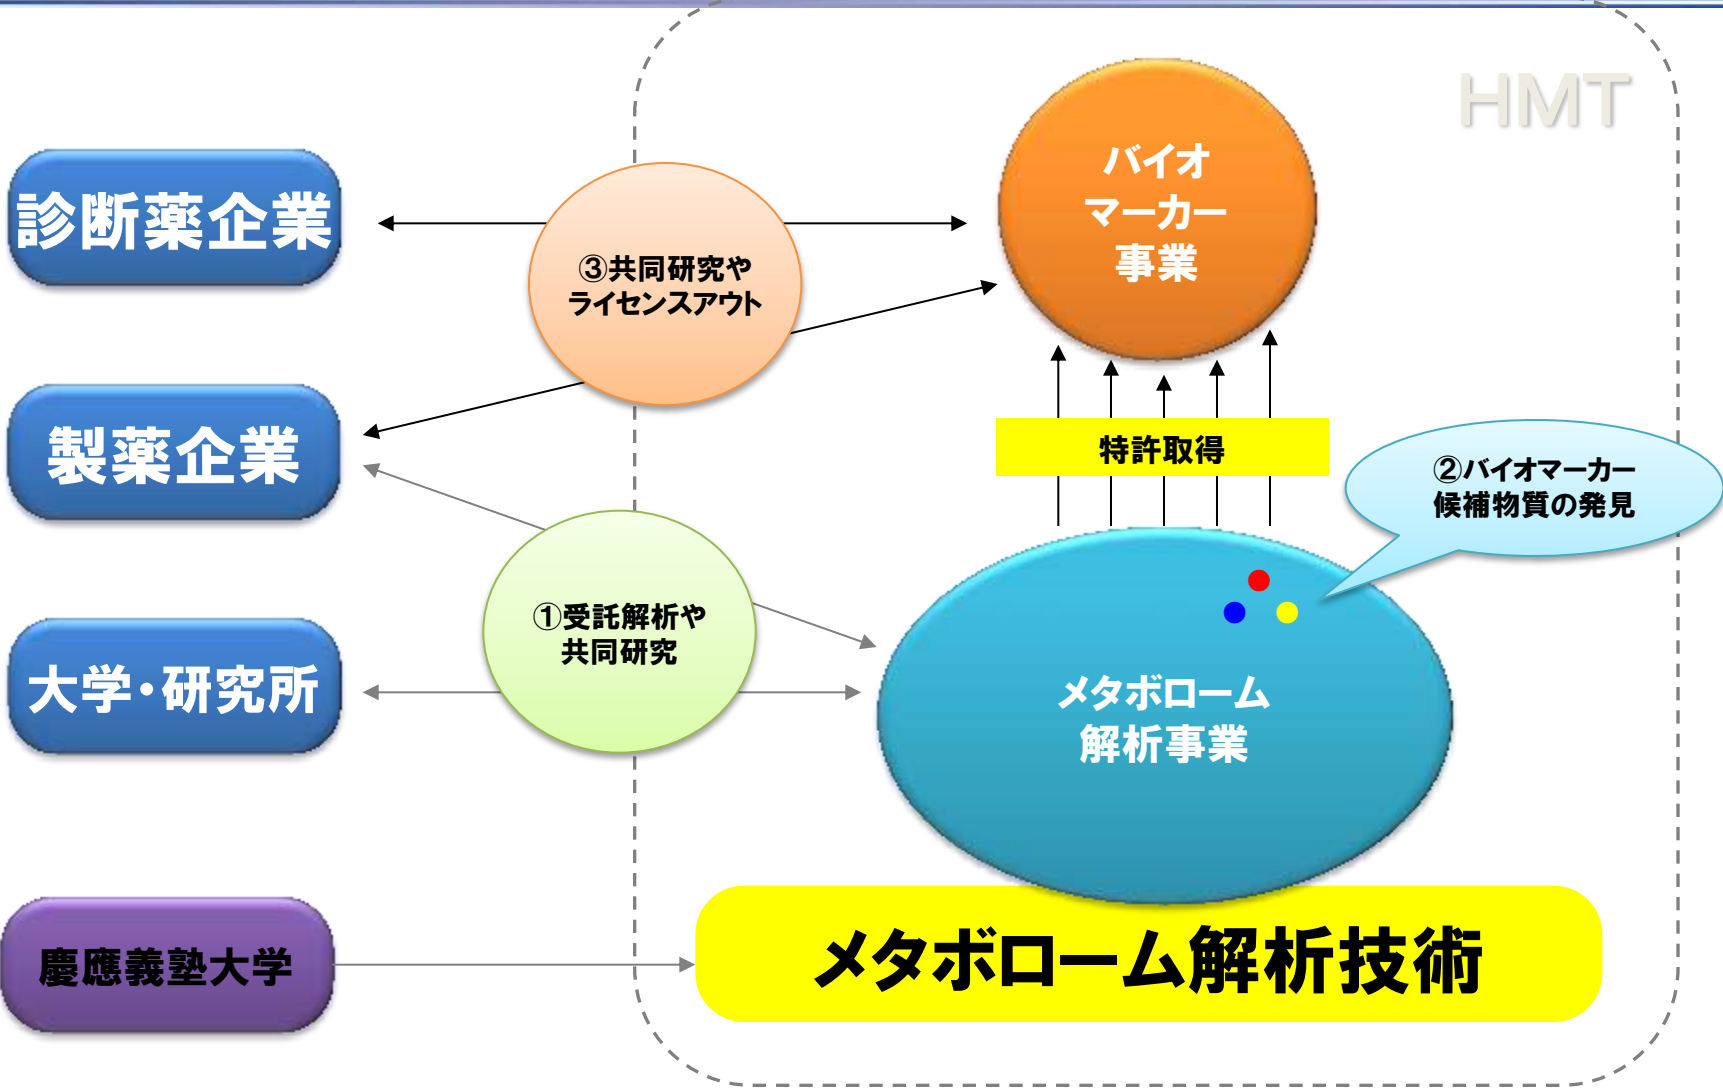 HMT
バイオ
マーカー
事業
診断薬企業
③共同研究や
ライセンスアウト
製薬企業
特許取得
②バイオマーカー
候補物質の発見
①受託解析や
共同研究
大学・研究所
メタボローム
解析事業
慶應義塾大学
メタボローム解析技術